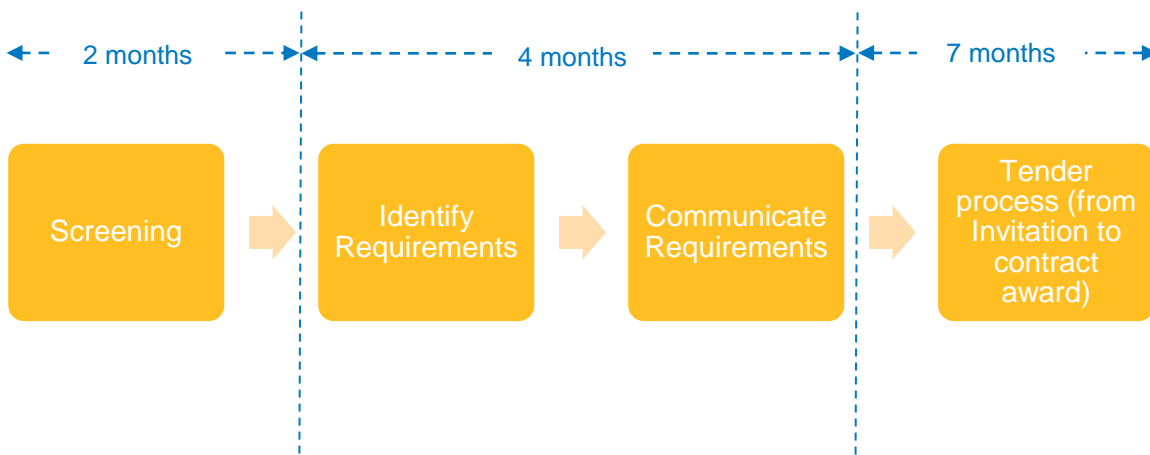 2 months
4 months
7 months
Screening
Identify
Requirements
Communicate
Requirements
Tender
process (from
Invitation to
contract
award)